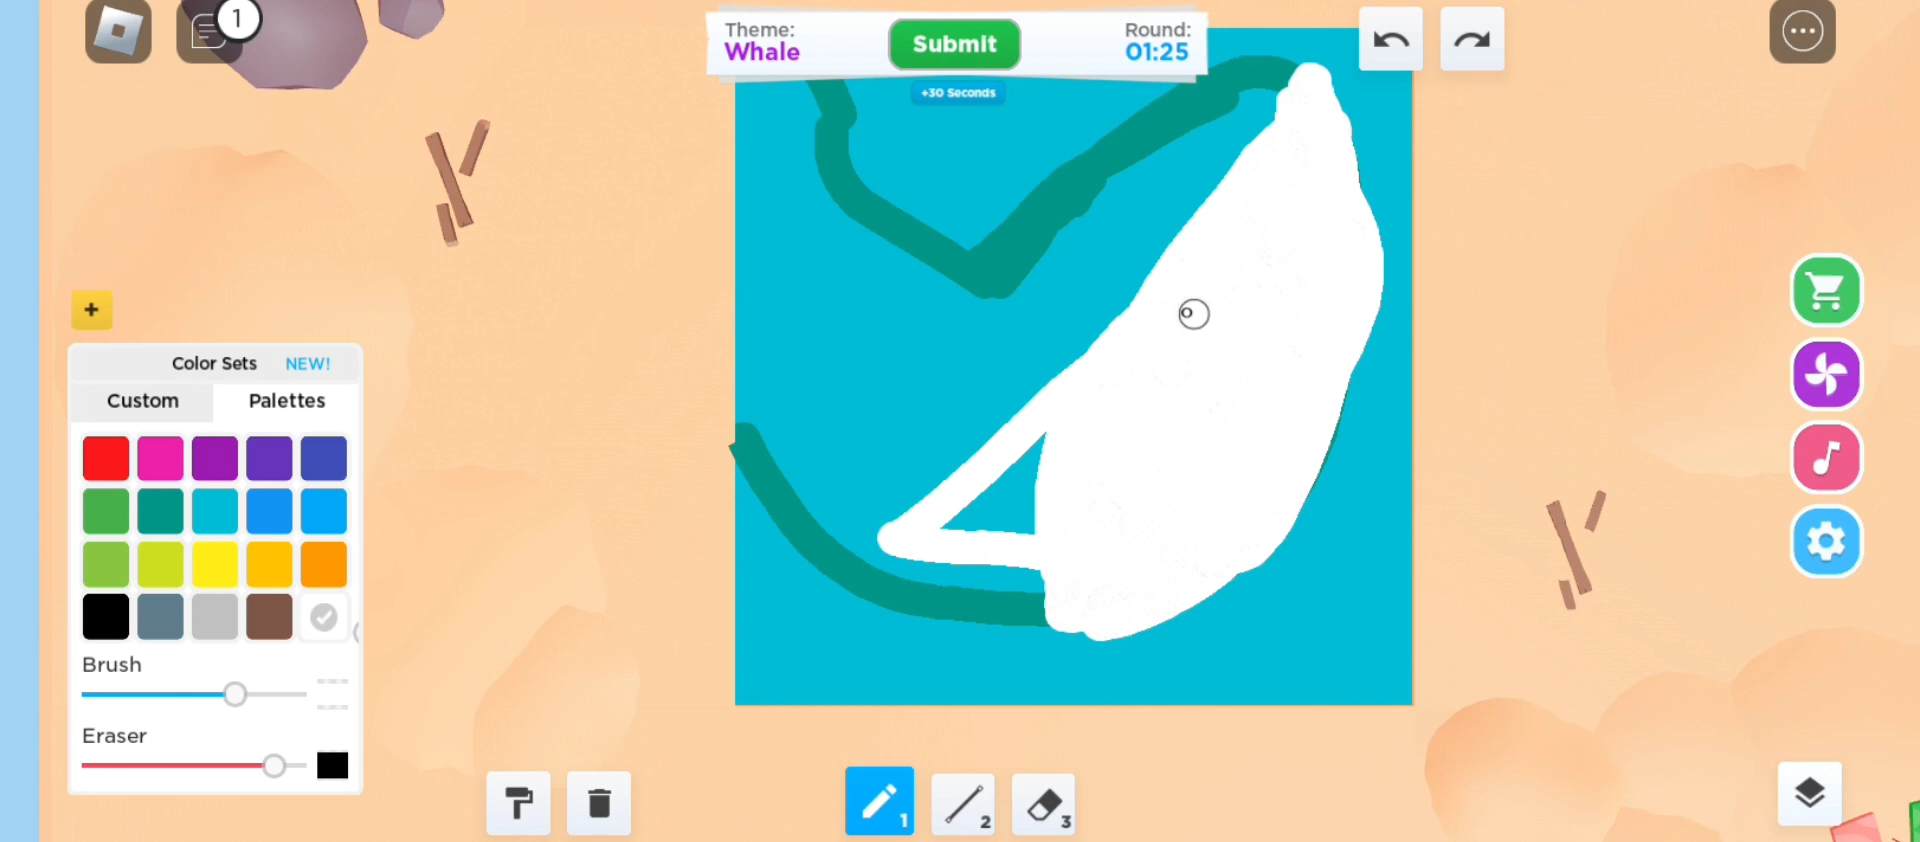 1
Theme:
Whale
Submit
Round:
01:25
+30 Seconds
+
Color Sets NEW!
Custom Palettes
Brush
Eraser
1
2
3